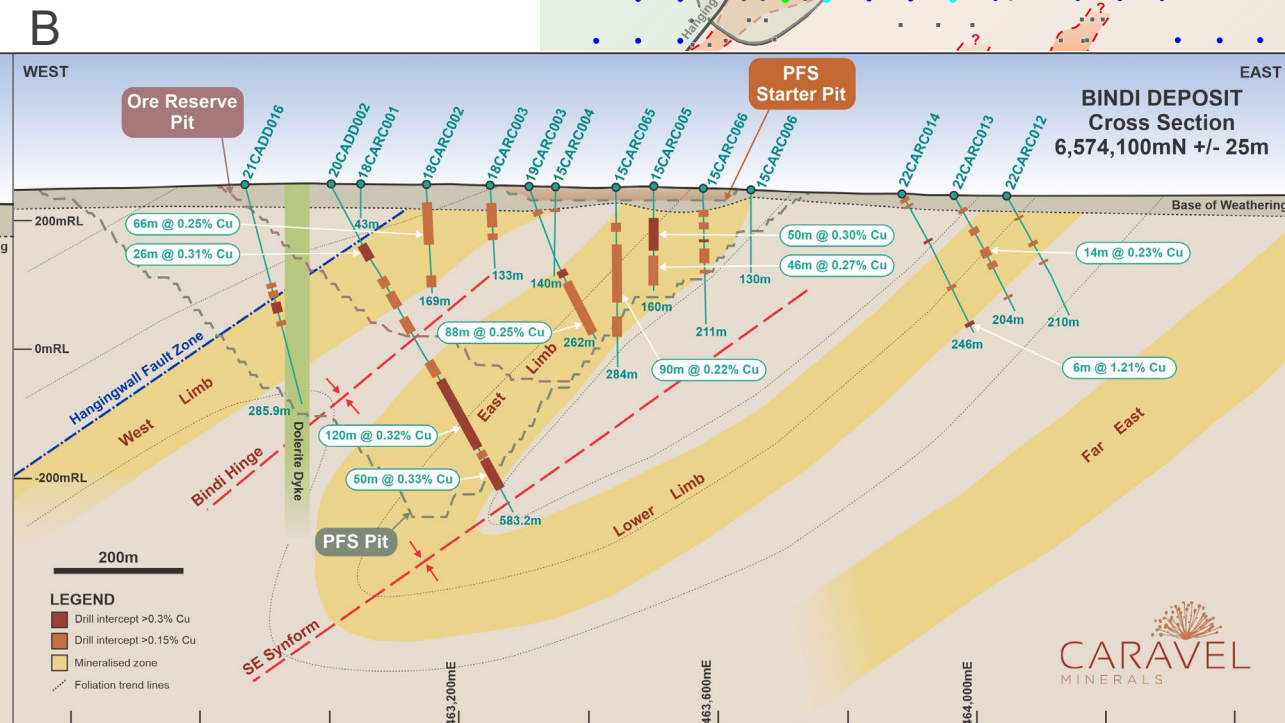 B
Hanging
?
?
WEST
EAST
BINDI DEPOSIT
Cross Section
6,574,100mN +/- 25m
Ore Reserve
Pit
PFS
Starter Pit
21CADD016
20CADD002
18CARC001
18CARC002
18CARC003
19CARC003
15CARC004
15CARC065
15CARC005
15CARC066
15CARC006
22CARC014
22CARC013
22CARC012
Base of Weathering
g
200mRL
0mRL
-200mRL
66m @ 0.25% Cu
26m @ 0.31% Cu
43m
169m
133m
140m
88m @ 0.25% Cu
262m
284m
160m
50m @ 0.30% Cu
46m @ 0.27% Cu
211m
130m
90m @ 0.22% Cu
14m @ 0.23% Cu
246m
204m
210m
6m @ 1.21% Cu
285.9m
120m @ 0.32% Cu
50m @ 0.33% Cu
583.2m
Hangingwall Fault Zone
West Limb
Bindi Hinge
Dolerite Dyke
East Limb
Lower Limb
Far East
PFS Pit
SE Synform
200m
LEGEND
Drill intercept >0.3% Cu
Drill intercept >0.15% Cu
Mineralised zone
Foliation trend lines
463,200mE
463,600mE
464,000mE
CARAVEL
MINERALS